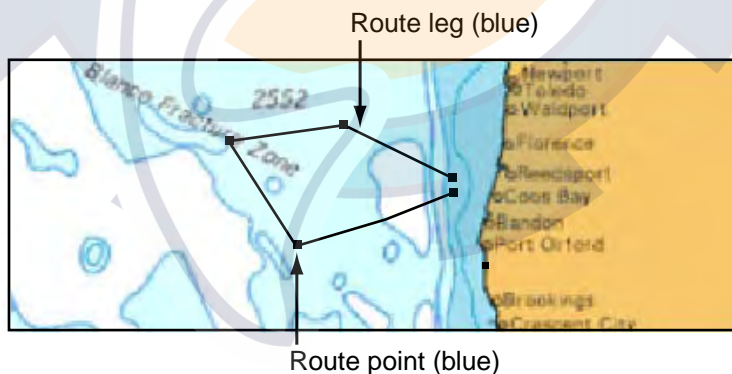 Route leg (blue)
Newport
Toledo
Waldport
Blanco Fracture Zone
2552
Florence
Reedsport
Coos Bay
Bandon
Port Orford
Brookings
Crescent City
Route point (blue)